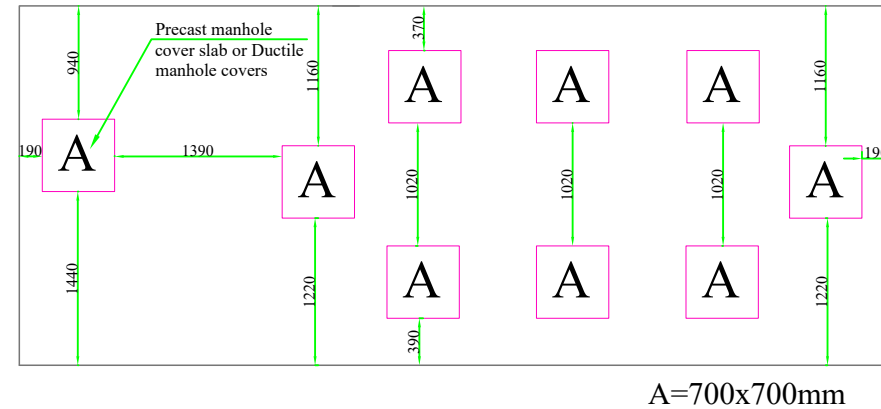 Precast manhole
cover slab or Ductile
manhole covers
940
1160
370
1160
A
A
A
190
A
1390
A
A
19
1020
1020
1020
1440
1220
A
A
A
1220
390
A=700x700mm